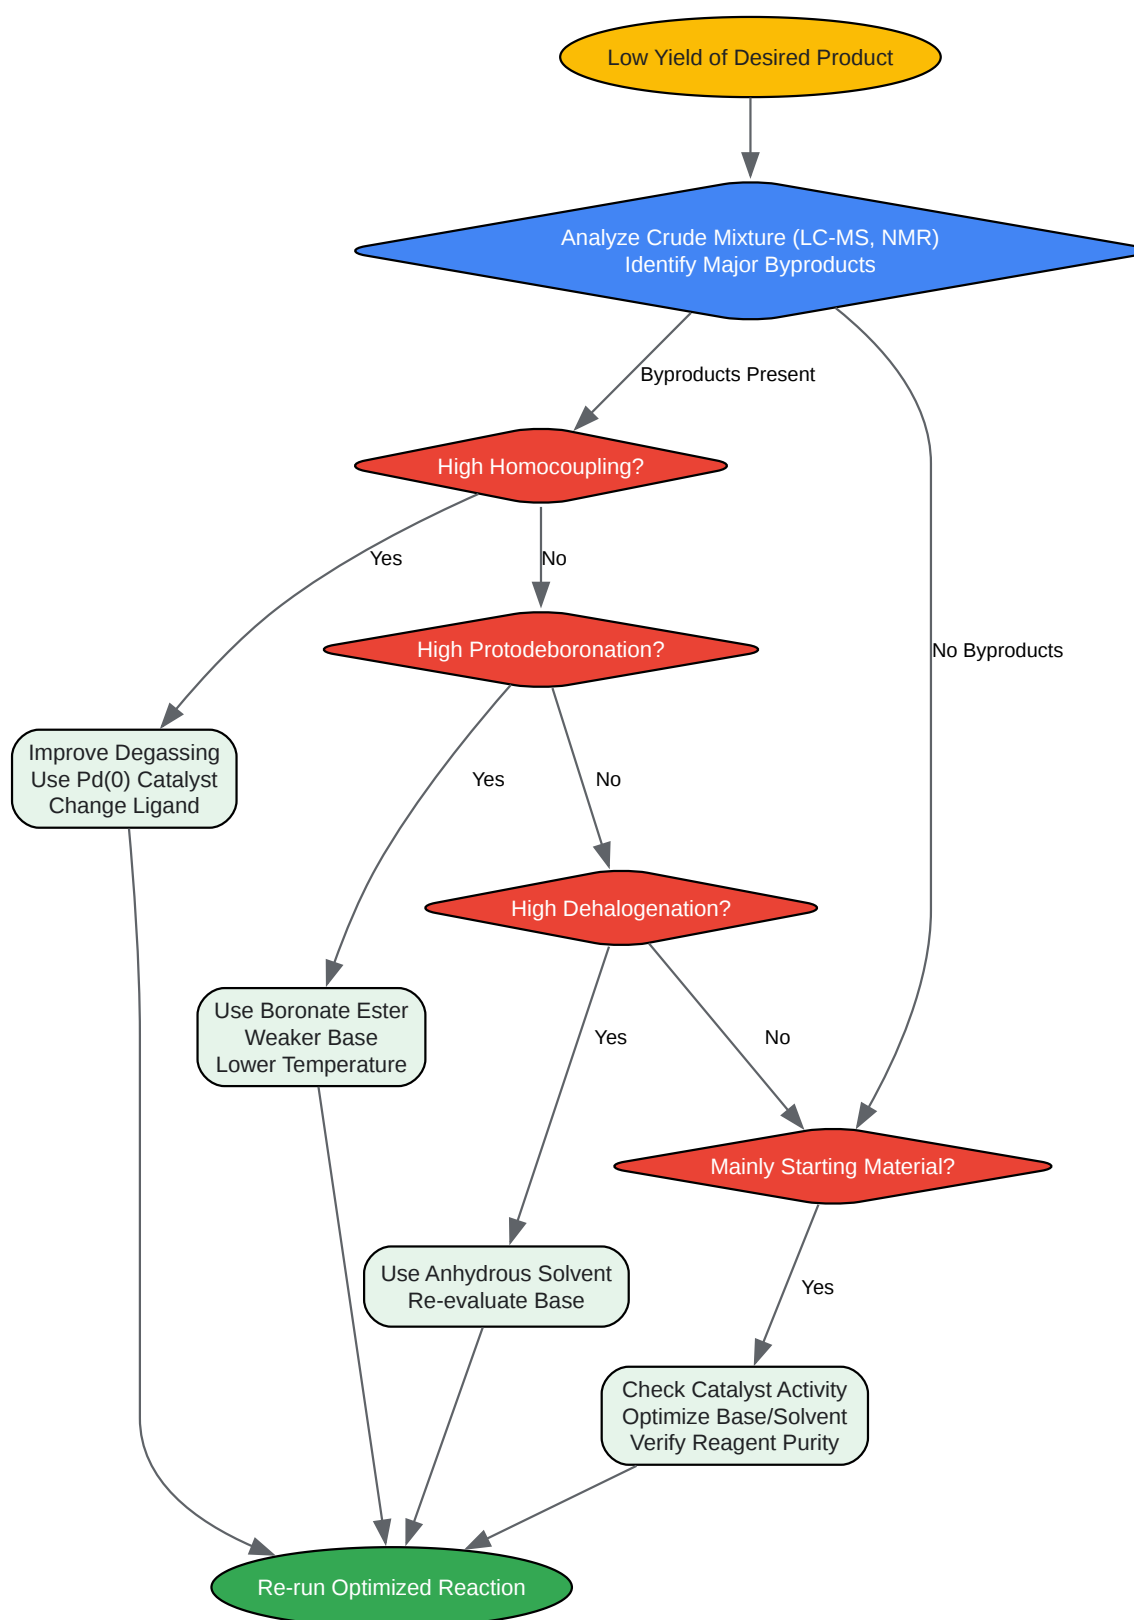 Low Yield of Desired Product
Analyze Crude Mixture (LC-MS, NMR)
Identify Major Byproducts
Byproducts Present
High Homocoupling?
Yes
No
High Protodeboronation?
No Byproducts
Improve Degassing
Use Pd(0) Catalyst
Change Ligand
Yes
No
High Dehalogenation?
Use Boronate Ester
Weaker Base
Lower Temperature
Yes
No
Mainly Starting Material?
Use Anhydrous Solvent
Re-evaluate Base
Yes
Check Catalyst Activity
Optimize Base/Solvent
Verify Reagent Purity
Re-run Optimized Reaction